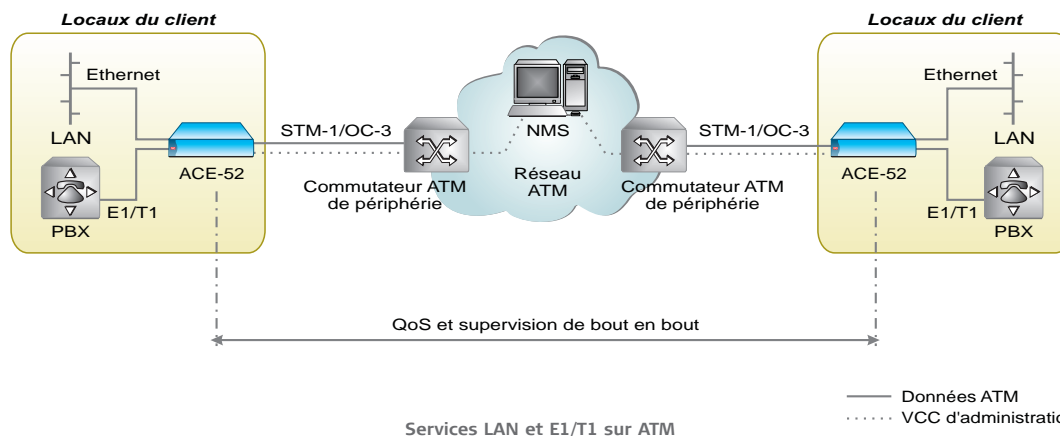 Locaux du client
Locaux du client
Ethernet
Ethernet
LAN
STM-1/OC-3
NMS
STM-1/OC-3
LAN
ACE-52
Commutateur ATM
de périphérie
Réseau
ATM
Commutateur ATM
de périphérie
ACE-52
E1/T1
PBX
E1/T1
PBX
QoS et supervision de bout en bout
Données ATM
VCC d'administratio
Services LAN et E1/T1 sur ATM